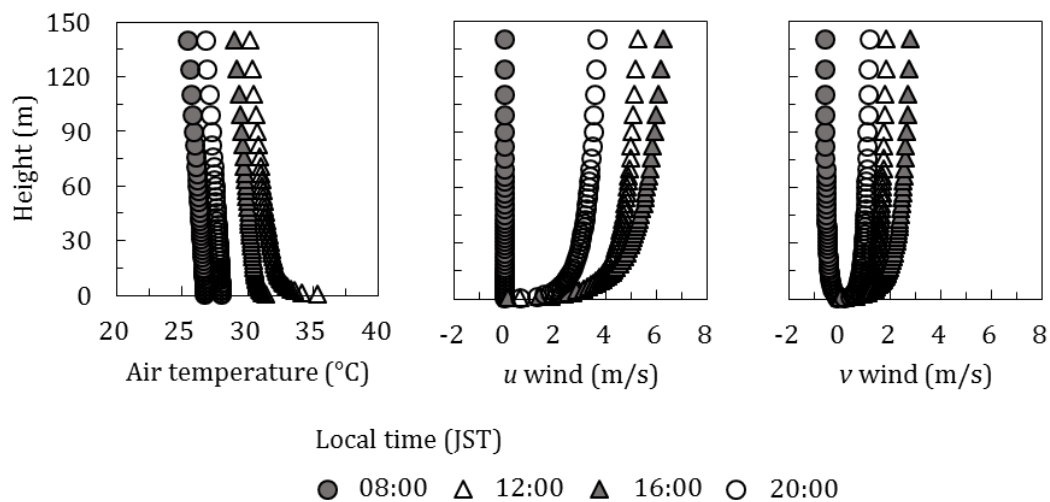 150
120
90
60
30
0
Height (m)
20 25 30 35 40
Air temperature (°C)
-2 0 2 4 6 8
u wind (m/s)
-2 0 2 4 6 8
v wind (m/s)
Local time (JST)
08:00 12:00 16:00 20:00